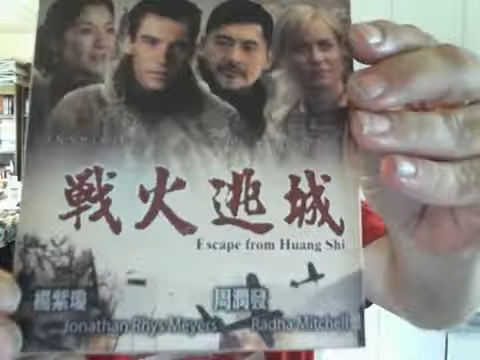 戰火逃城
Escape from Huang Shi
楊紫瓊 周潤發
Jonathan Rhys Meyers Radha Mitchell